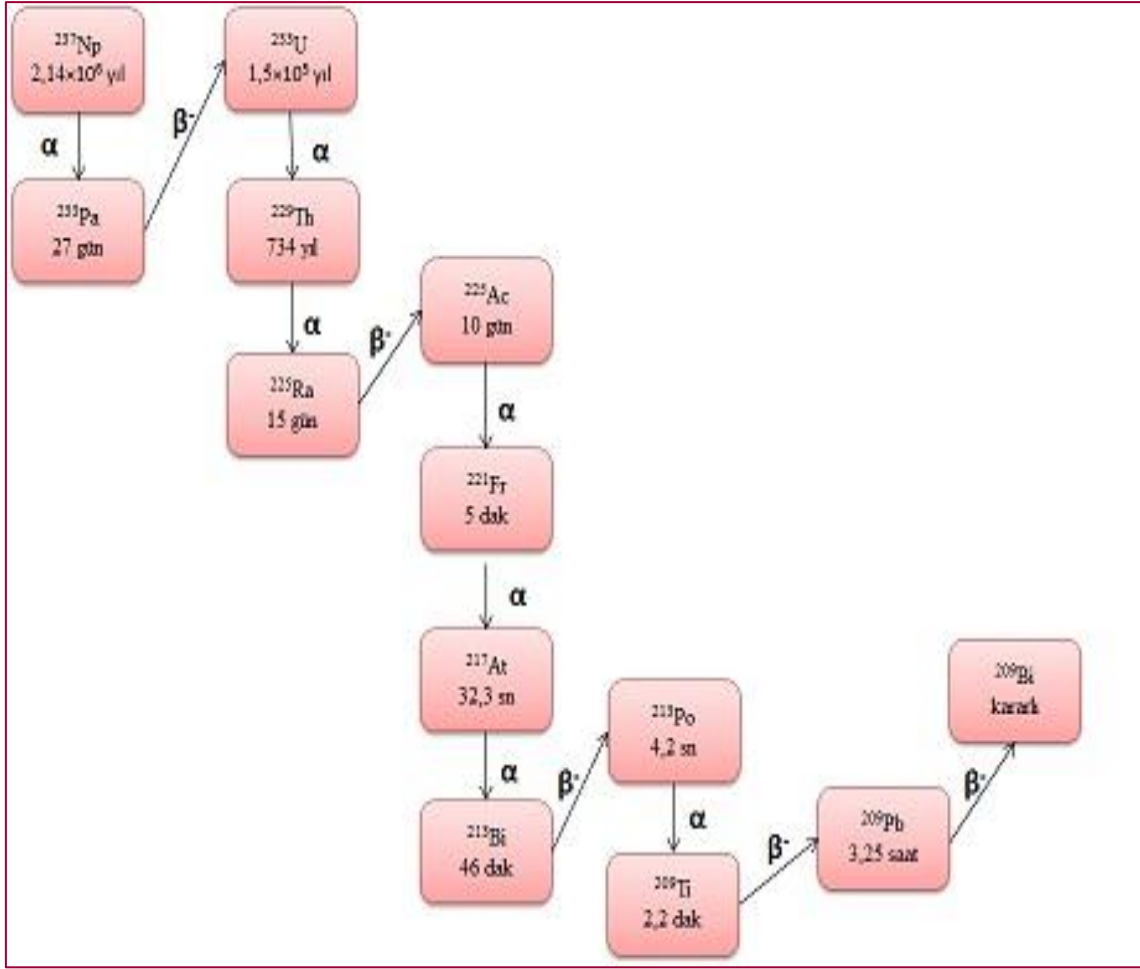 ²³⁷Np
2,14×10⁶ yıl
α
²³³Pa
27 gün
β⁻
²³³U
1,5×10⁵ yıl
α
²²⁹Th
734 yıl
α
²²⁵Ra
15 gün
β⁻
²²⁵Ac
10 gün
α
²²¹Fr
5 dak
α
²¹⁷At
32,3 sn
α
²¹³Bi
46 dak
β⁻
²¹³Po
4,2 sn
α
²⁰⁹Ti
2,2 dak
β⁻
²⁰⁹Pb
3,25 saat
β⁻
²⁰⁹Bi
kararlı